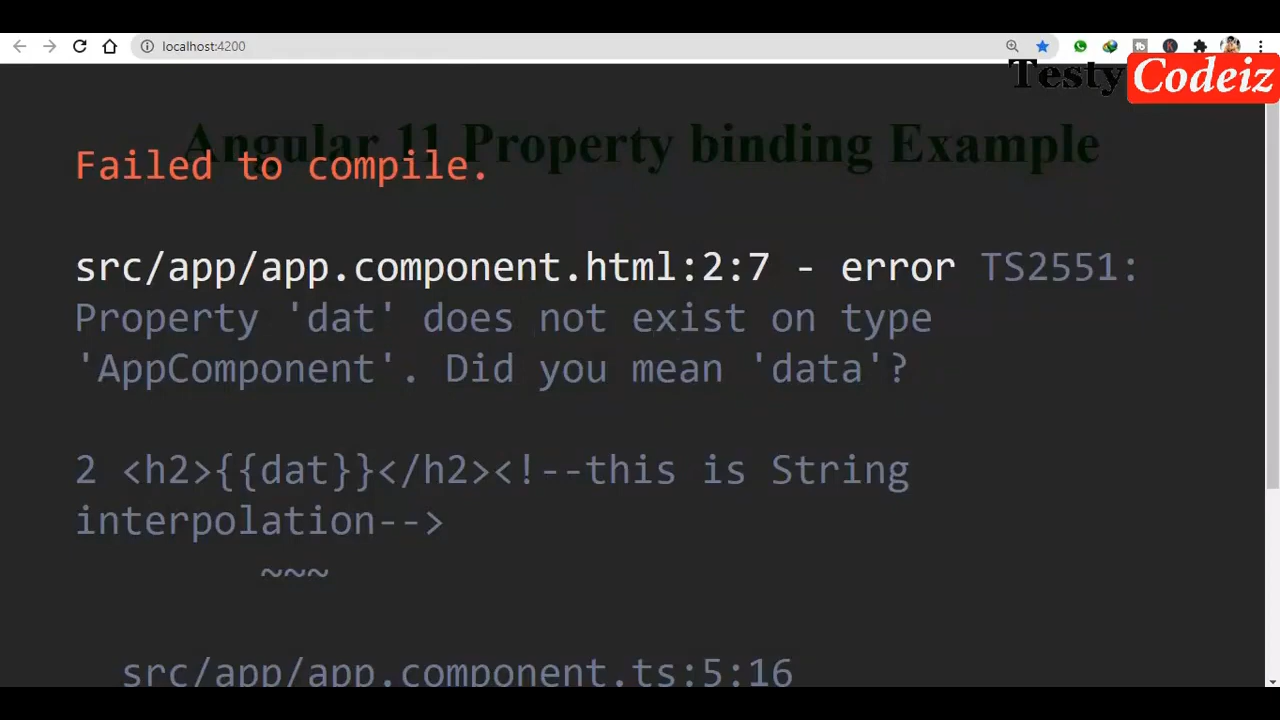 localhost:4200
Testy Codeiz
Angular 11 Property binding Example
Failed to compile.
src/app/app.component.html:2:7 - error TS2551:
Property 'dat' does not exist on type
'AppComponent'. Did you mean 'data'?
2 <h2>{{dat}}</h2><!--this is String
interpolation-->
~~~
src/app/app.component.ts:5:16